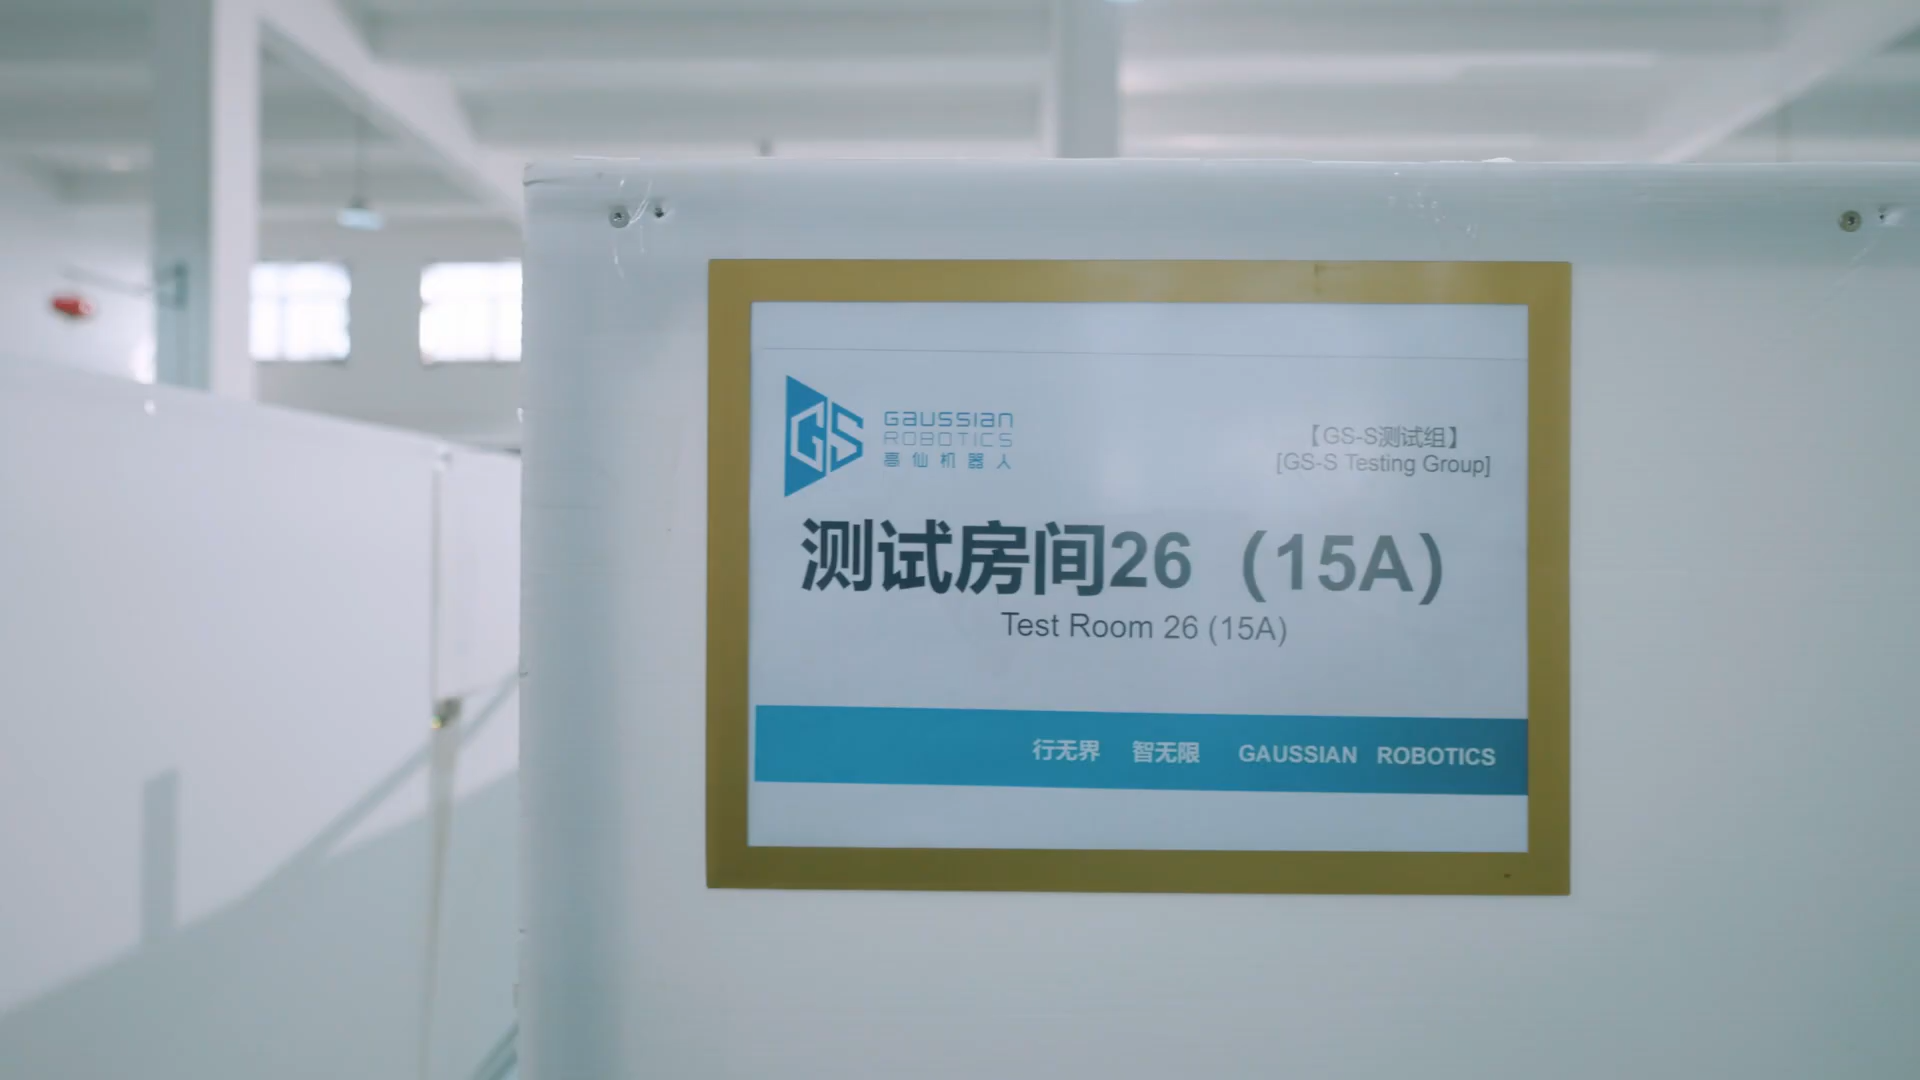 GS
GAUSSIAN
ROBOTICS
高仙机器人
【GS-S测试组】
[GS-S Testing Group]
测试房间26（15A）
Test Room 26 (15A)
行无界 智无限 GAUSSIAN ROBOTICS